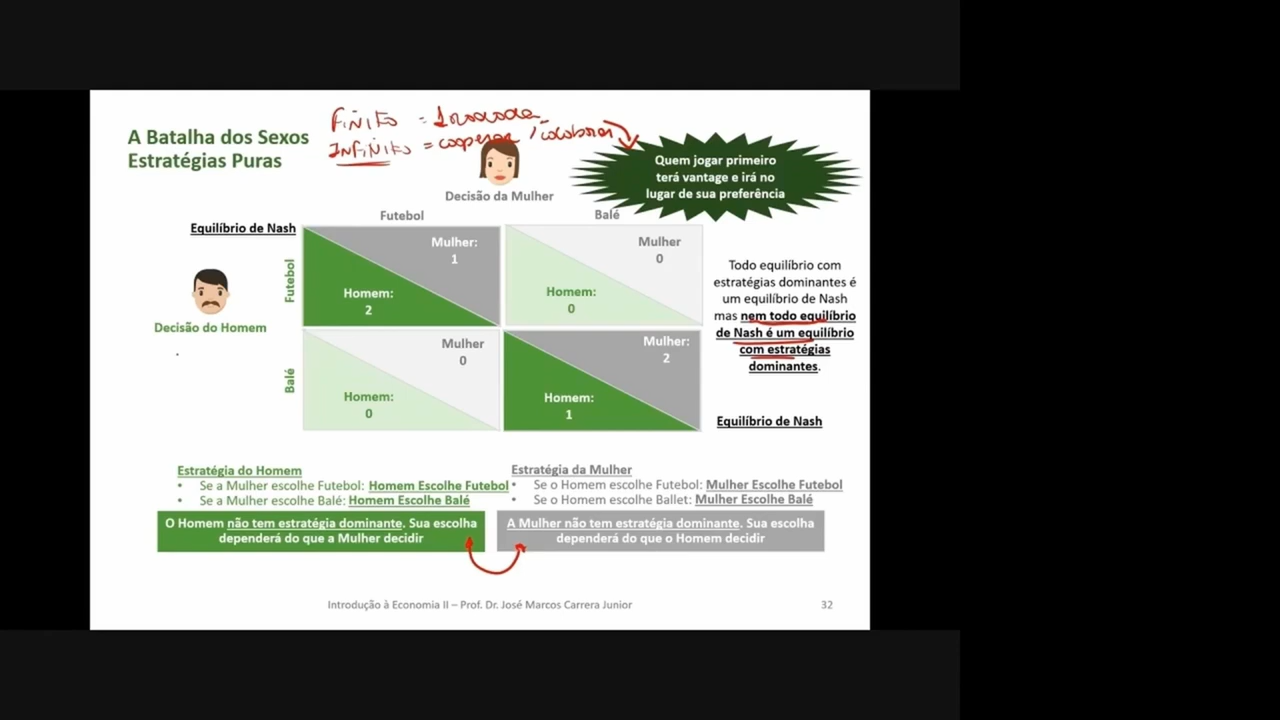 A Batalha dos Sexos
Estratégias Puras
FINITO =
INFINITO = cooperar / colaborar
Quem jogar primeiro
terá vantage e irá no
lugar de sua preferência
Decisão da Mulher
Futebol
Balé
Equilíbrio de Nash
Futebol
Mulher:
1
Homem:
2
Mulher
0
Homem:
0
Decisão do Homem
Balé
Mulher
0
Homem:
0
Mulher:
2
Homem:
1
Todo equilíbrio com
estratégias dominantes é
um equilíbrio de Nash
mas nem todo equilíbrio
de Nash é um equilíbrio
com estratégias
dominantes.
Equilíbrio de Nash
Estratégia do Homem
• Se a Mulher escolhe Futebol: Homem Escolhe Futebol
• Se a Mulher escolhe Balé: Homem Escolhe Balé
O Homem não tem estratégia dominante. Sua escolha
dependerá do que a Mulher decidir
Estratégia da Mulher
• Se o Homem escolhe Futebol: Mulher Escolhe Futebol
• Se o Homem escolhe Ballet: Mulher Escolhe Balé
A Mulher não tem estratégia dominante. Sua escolha
dependerá do que o Homem decidir
Introdução à Economia II – Prof. Dr. José Marcos Carrera Junior
32